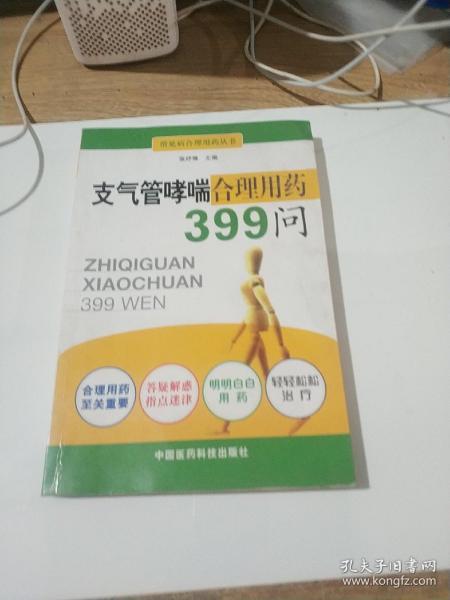 常见病合理用药丛书
主编
支气管哮喘合理用药
399问
ZHIQIGUAN
XIAOCHUAN
399 WEN
合理用药
至关重要
答疑解惑
指点迷津
明明白白
用药
轻轻松松
治疗
中国医药科技出版社
孔夫子旧书网
www.kongfz.com